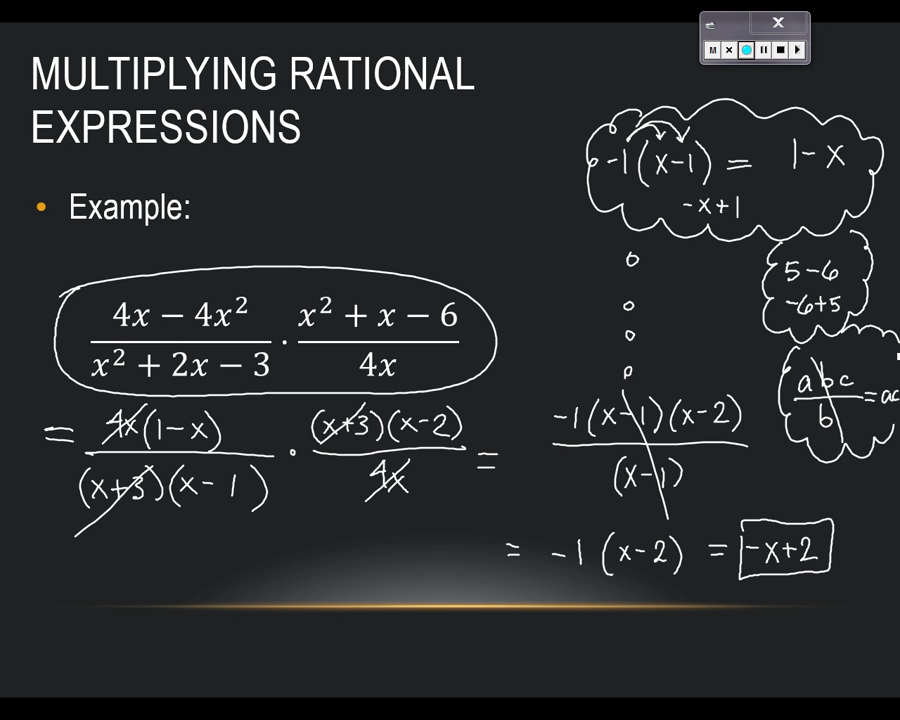 MULTIPLYING RATIONAL
EXPRESSIONS
• Example:
M
-1(x-1) = 1-x
-x+1
5-6
-6+5
abc/b = ac
(4x − 4x²)/(x² + 2x − 3) · (x² + x − 6)/(4x)
= 4x(1-x)/((x+3)(x-1)) · (x+3)(x-2)/4x = -1(x-1)(x-2)/(x-1)
= -1(x-2) = -x+2